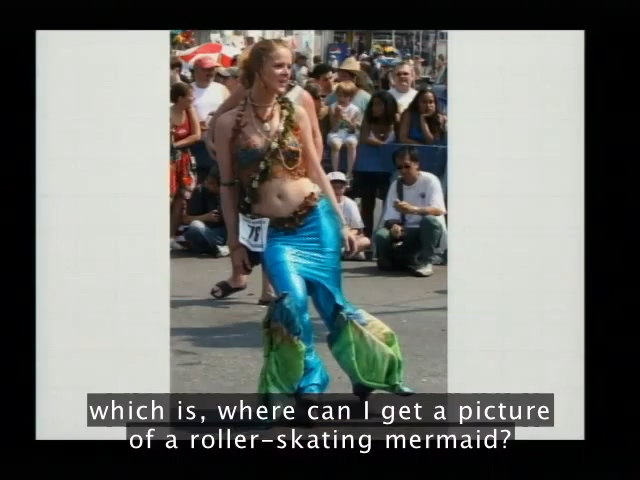 78
which is, where can I get a picture
of a roller-skating mermaid?